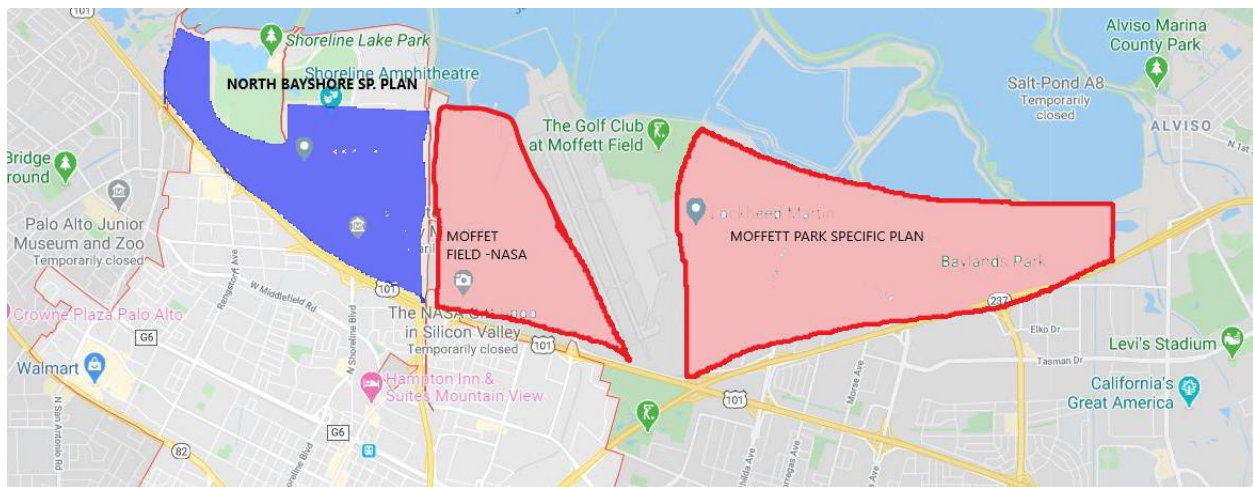 101
Shoreline Lake Park
NORTH BAYSHORE SP. PLAN
Shoreline Amphitheatre
Alviso Marina
County Park
Salt-Pond A8
Temporarily
closed
ALVISO
N 1st S
The Golf Club
at Moffett Field
Bridge
round
Palo Alto Junior
Museum and Zoo
Temporarily closed
Rengstorff Ave
W Middlefield Rd
Lockheed Martin
MOFFET
FIELD -NASA
MOFFETT PARK SPECIFIC PLAN
Baylands Park
101
237
The NASA
in Silicon Valley
Temporarily closed
101
Elko Dr
Tasman Dr
Levi's Stadium
Crowne Plaza Palo Alto
G6
N Shoreline Blvd
Walmart
Hampton Inn &
Suites Mountain View
101
Morse Ave
California's
Great America
N San Antonio Rd
G6
82
Shoreline Blvd